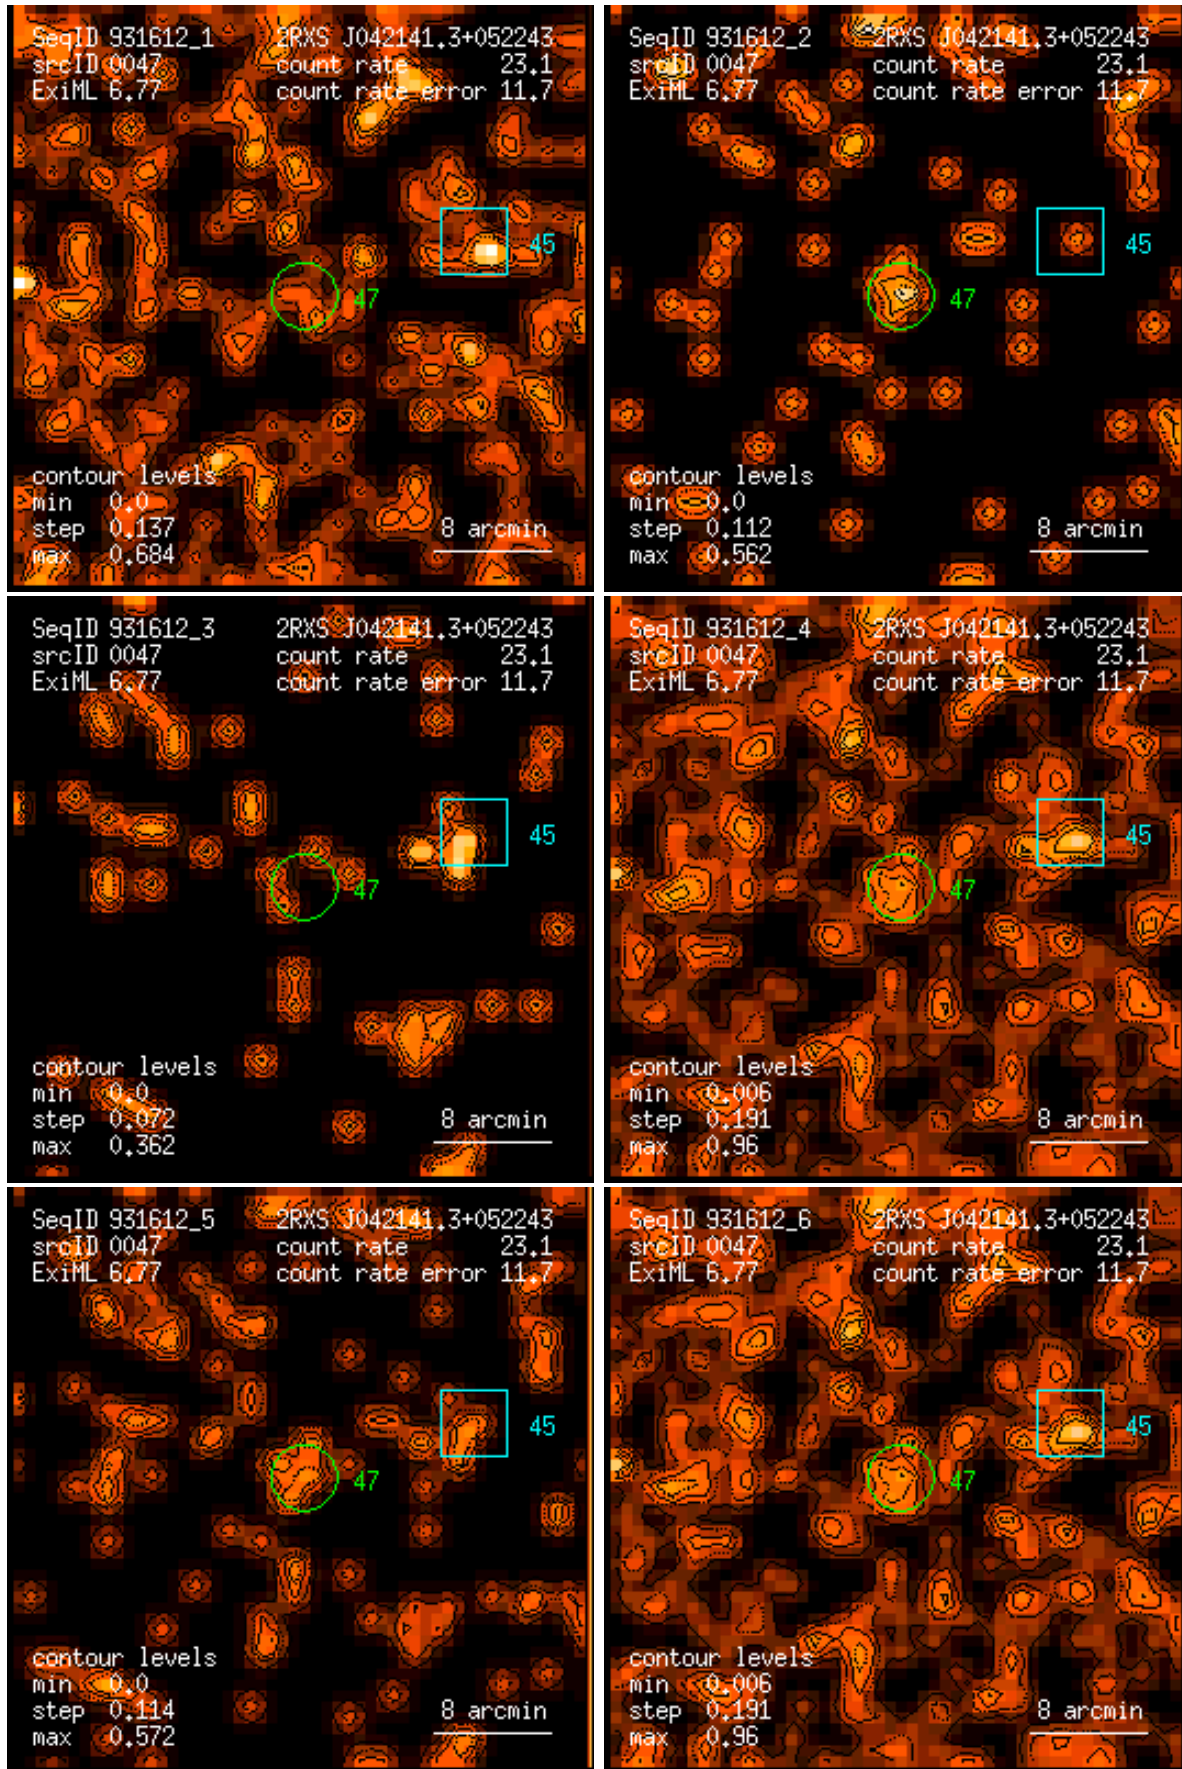 SeqID 931612_1 2RXS J042141.3+052243
srcID 0047 count rate 23.1
ExiML 6.77 count rate error 11.7
45
47
contour levels
min 0.0
step 0.137
max 0.684
8 arcmin
SeqID 931612_2 2RXS J042141.3+052243
srcID 0047 count rate 23.1
ExiML 6.77 count rate error 11.7
45
47
contour levels
min 0.0
step 0.112
max 0.562
8 arcmin
SeqID 931612_3 2RXS J042141.3+052243
srcID 0047 count rate 23.1
ExiML 6.77 count rate error 11.7
45
47
contour levels
min 0.0
step 0.072
max 0.362
8 arcmin
SeqID 931612_4 2RXS J042141.3+052243
srcID 0047 count rate 23.1
ExiML 6.77 count rate error 11.7
45
47
contour levels
min 0.006
step 0.191
max 0.96
8 arcmin
SeqID 931612_5 2RXS J042141.3+052243
srcID 0047 count rate 23.1
ExiML 6.77 count rate error 11.7
45
47
contour levels
min 0.0
step 0.114
max 0.572
8 arcmin
SeqID 931612_6 2RXS J042141.3+052243
srcID 0047 count rate 23.1
ExiML 6.77 count rate error 11.7
45
47
contour levels
min 0.006
step 0.191
max 0.96
8 arcmin